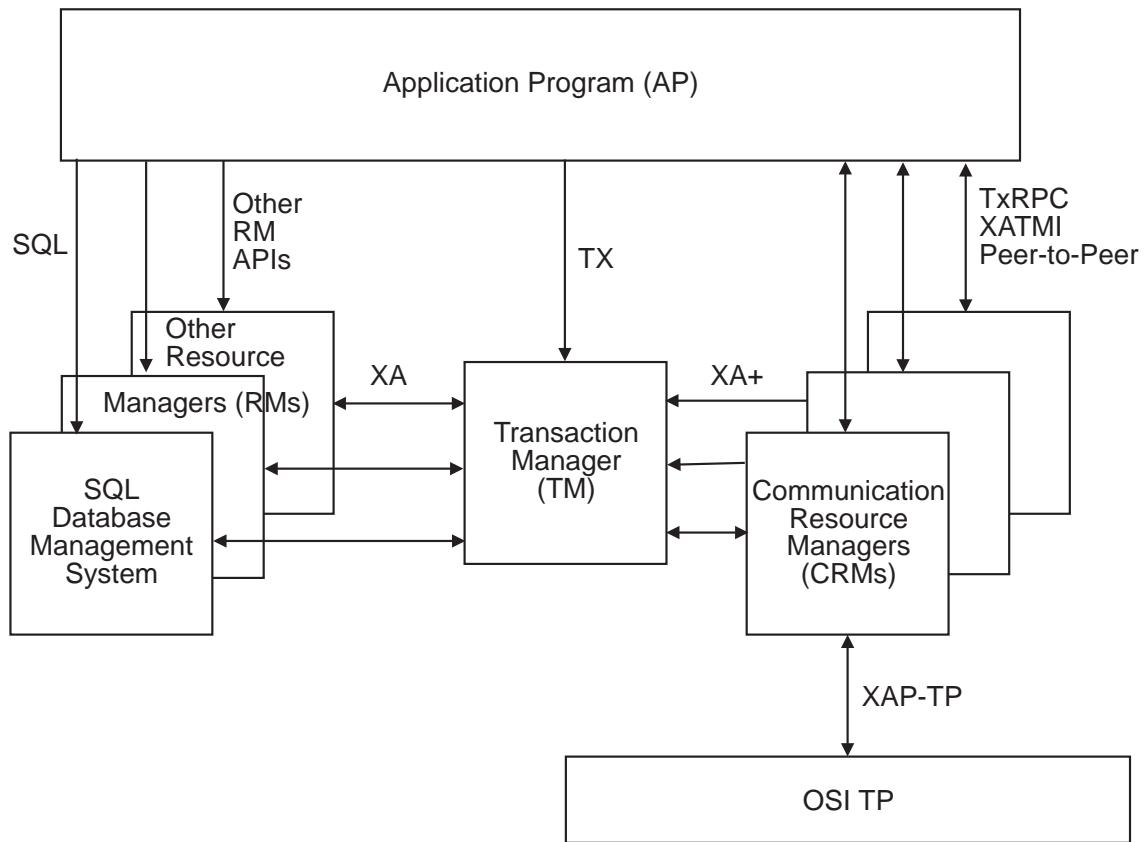 Application Program (AP)
SQL
Other
RM
APIs
TX
TxRPC
XATMI
Peer-to-Peer
Other
Resource
Managers (RMs)
SQL
Database
Management
System
XA
Transaction
Manager
(TM)
XA+
Communication
Resource
Managers
(CRMs)
XAP-TP
OSI TP